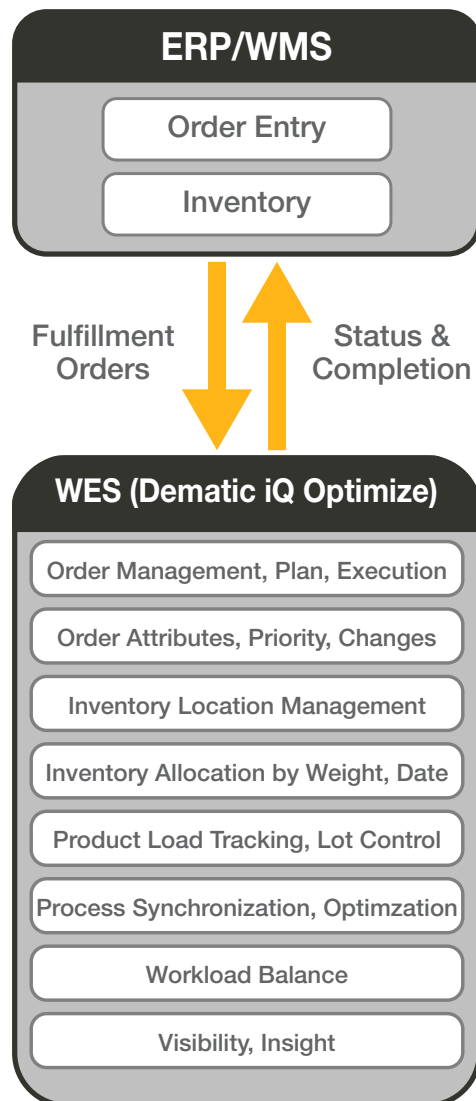 ERP/WMS
Order Entry
Inventory
Fulfillment
Orders
Status &
Completion
WES (Dematic iQ Optimize)
Order Management, Plan, Execution
Order Attributes, Priority, Changes
Inventory Location Management
Inventory Allocation by Weight, Date
Product Load Tracking, Lot Control
Process Synchronization, Optimzation
Workload Balance
Visibility, Insight